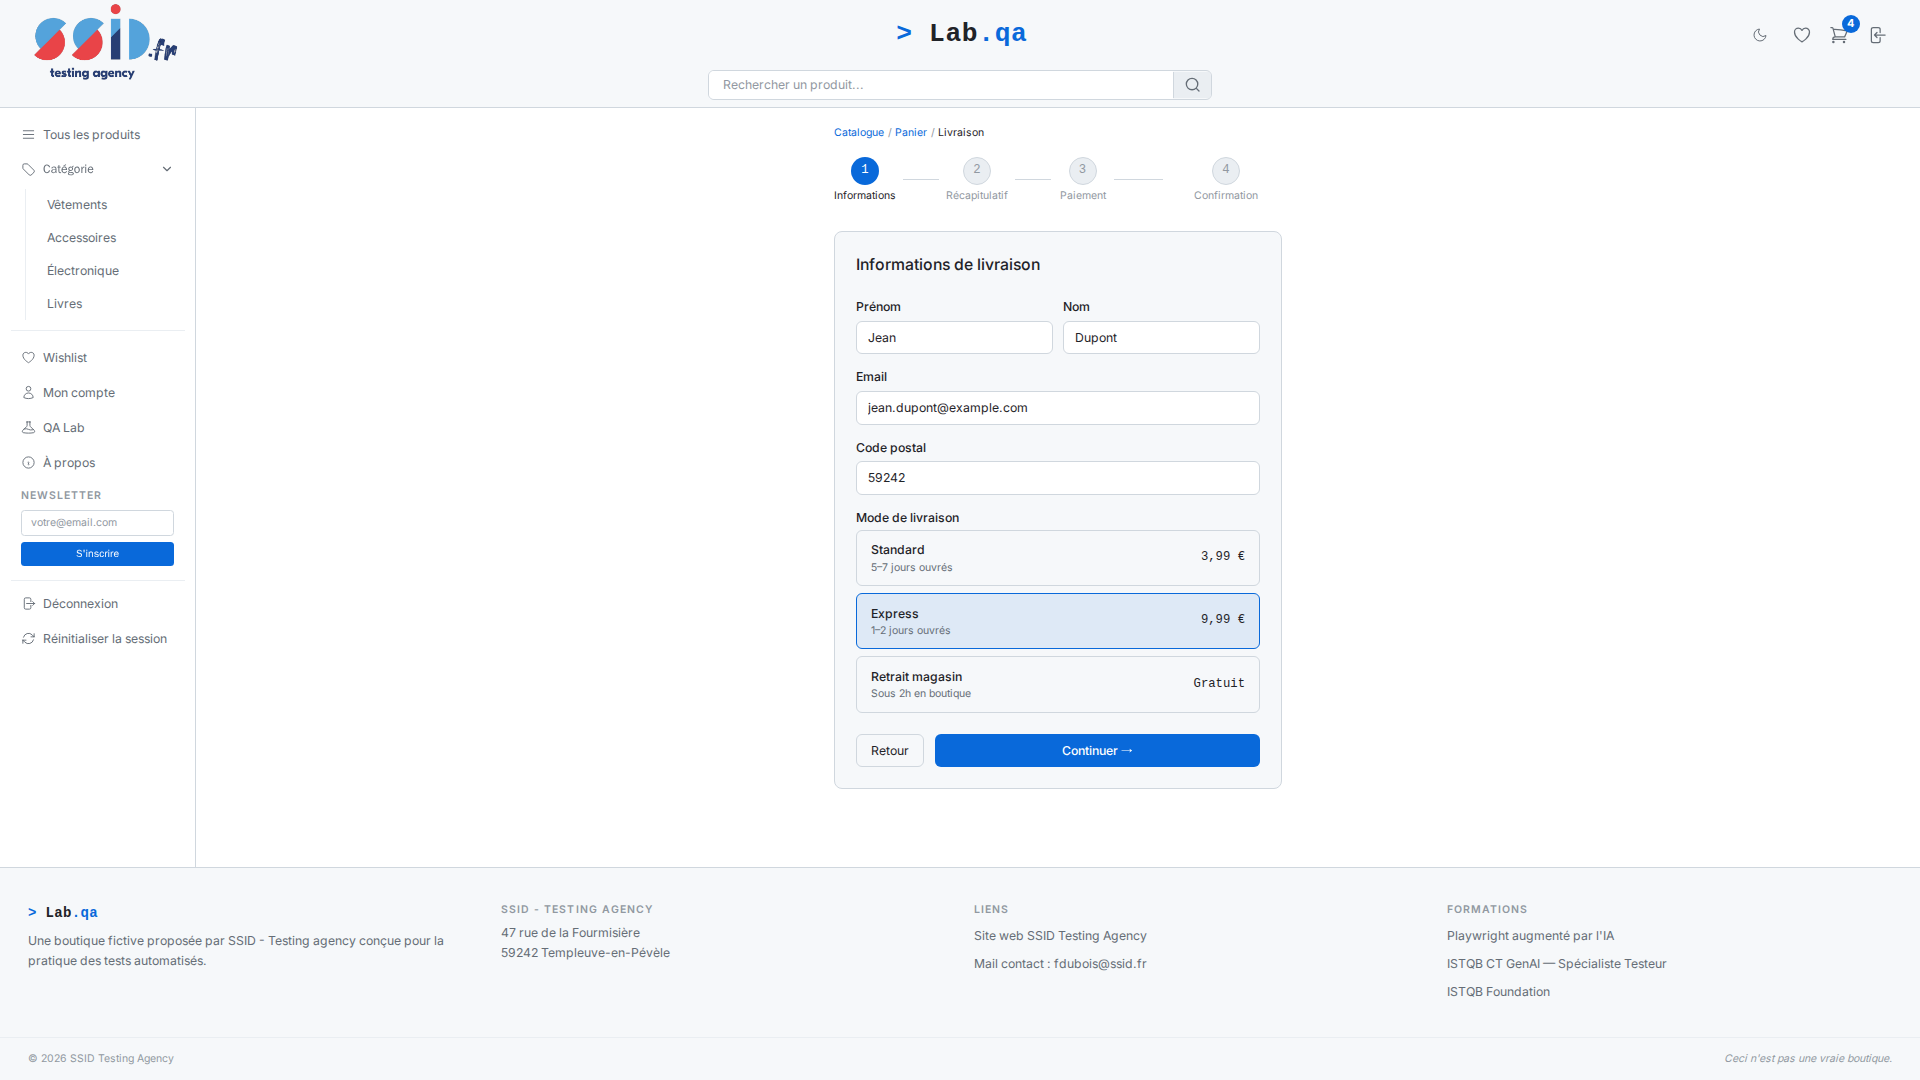 ssiD.fr
testing agency
> Lab.qa
4
Rechercher un produit...
Tous les produits
Catégorie
Vêtements
Accessoires
Électronique
Livres
Wishlist
Mon compte
QA Lab
À propos
NEWSLETTER
votre@email.com
S'inscrire
Déconnexion
Réinitialiser la session
Catalogue / Panier / Livraison
1 2 3 4
Informations Récapitulatif Paiement Confirmation
Informations de livraison
Prénom Nom
Jean Dupont
Email
jean.dupont@example.com
Code postal
59242
Mode de livraison
Standard
5–7 jours ouvrés
3,99 €
Express
1–2 jours ouvrés
9,99 €
Retrait magasin
Sous 2h en boutique
Gratuit
Retour
Continuer →
> Lab.qa
Une boutique fictive proposée par SSID - Testing agency conçue pour la
pratique des tests automatisés.
SSID - TESTING AGENCY
47 rue de la Fourmisière
59242 Templeuve-en-Pévèle
LIENS
Site web SSID Testing Agency
Mail contact : fdubois@ssid.fr
FORMATIONS
Playwright augmenté par l'IA
ISTQB CT GenAI — Spécialiste Testeur
ISTQB Foundation
© 2026 SSID Testing Agency
Ceci n'est pas une vraie boutique.